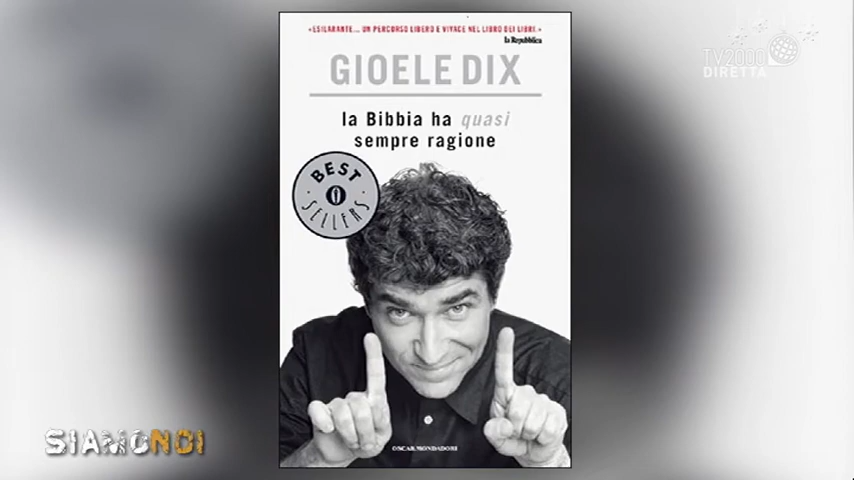 «ESILARANTE... UN PERCORSO LIBERO E VIVACE NEL LIBRO DEI LIBRI.»
la Repubblica
TV2000
DIRETTA
GIOELE DIX
la Bibbia ha quasi
sempre ragione
BEST
O
SELLERS
SIAMONOI
OSCAR MONDADORI